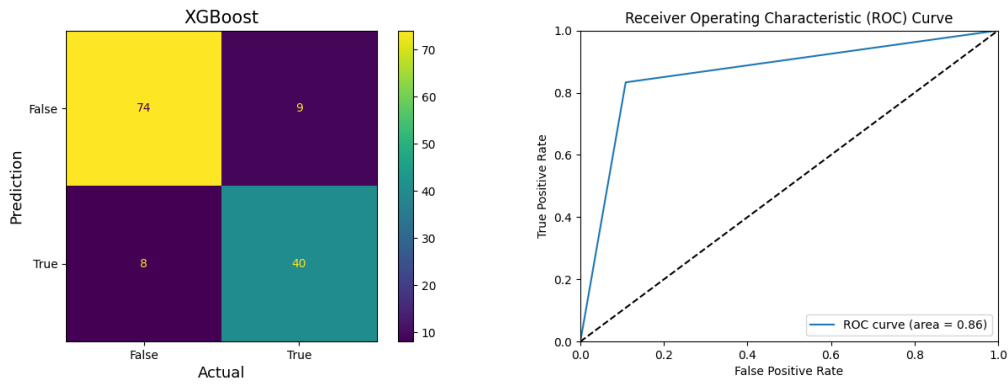 XGBoost
Prediction
False
True
74
9
8
40
False
True
Actual
70
60
50
40
30
20
10
Receiver Operating Characteristic (ROC) Curve
True Positive Rate
1.0
0.8
0.6
0.4
0.2
0.0
ROC curve (area = 0.86)
0.0
0.2
0.4
0.6
0.8
1.0
False Positive Rate